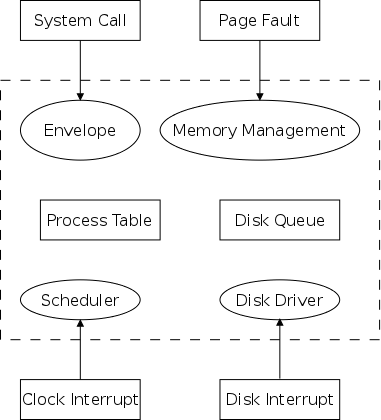 System Call
Page Fault
Envelope
Memory Management
Process Table
Disk Queue
Scheduler
Disk Driver
Clock Interrupt
Disk Interrupt